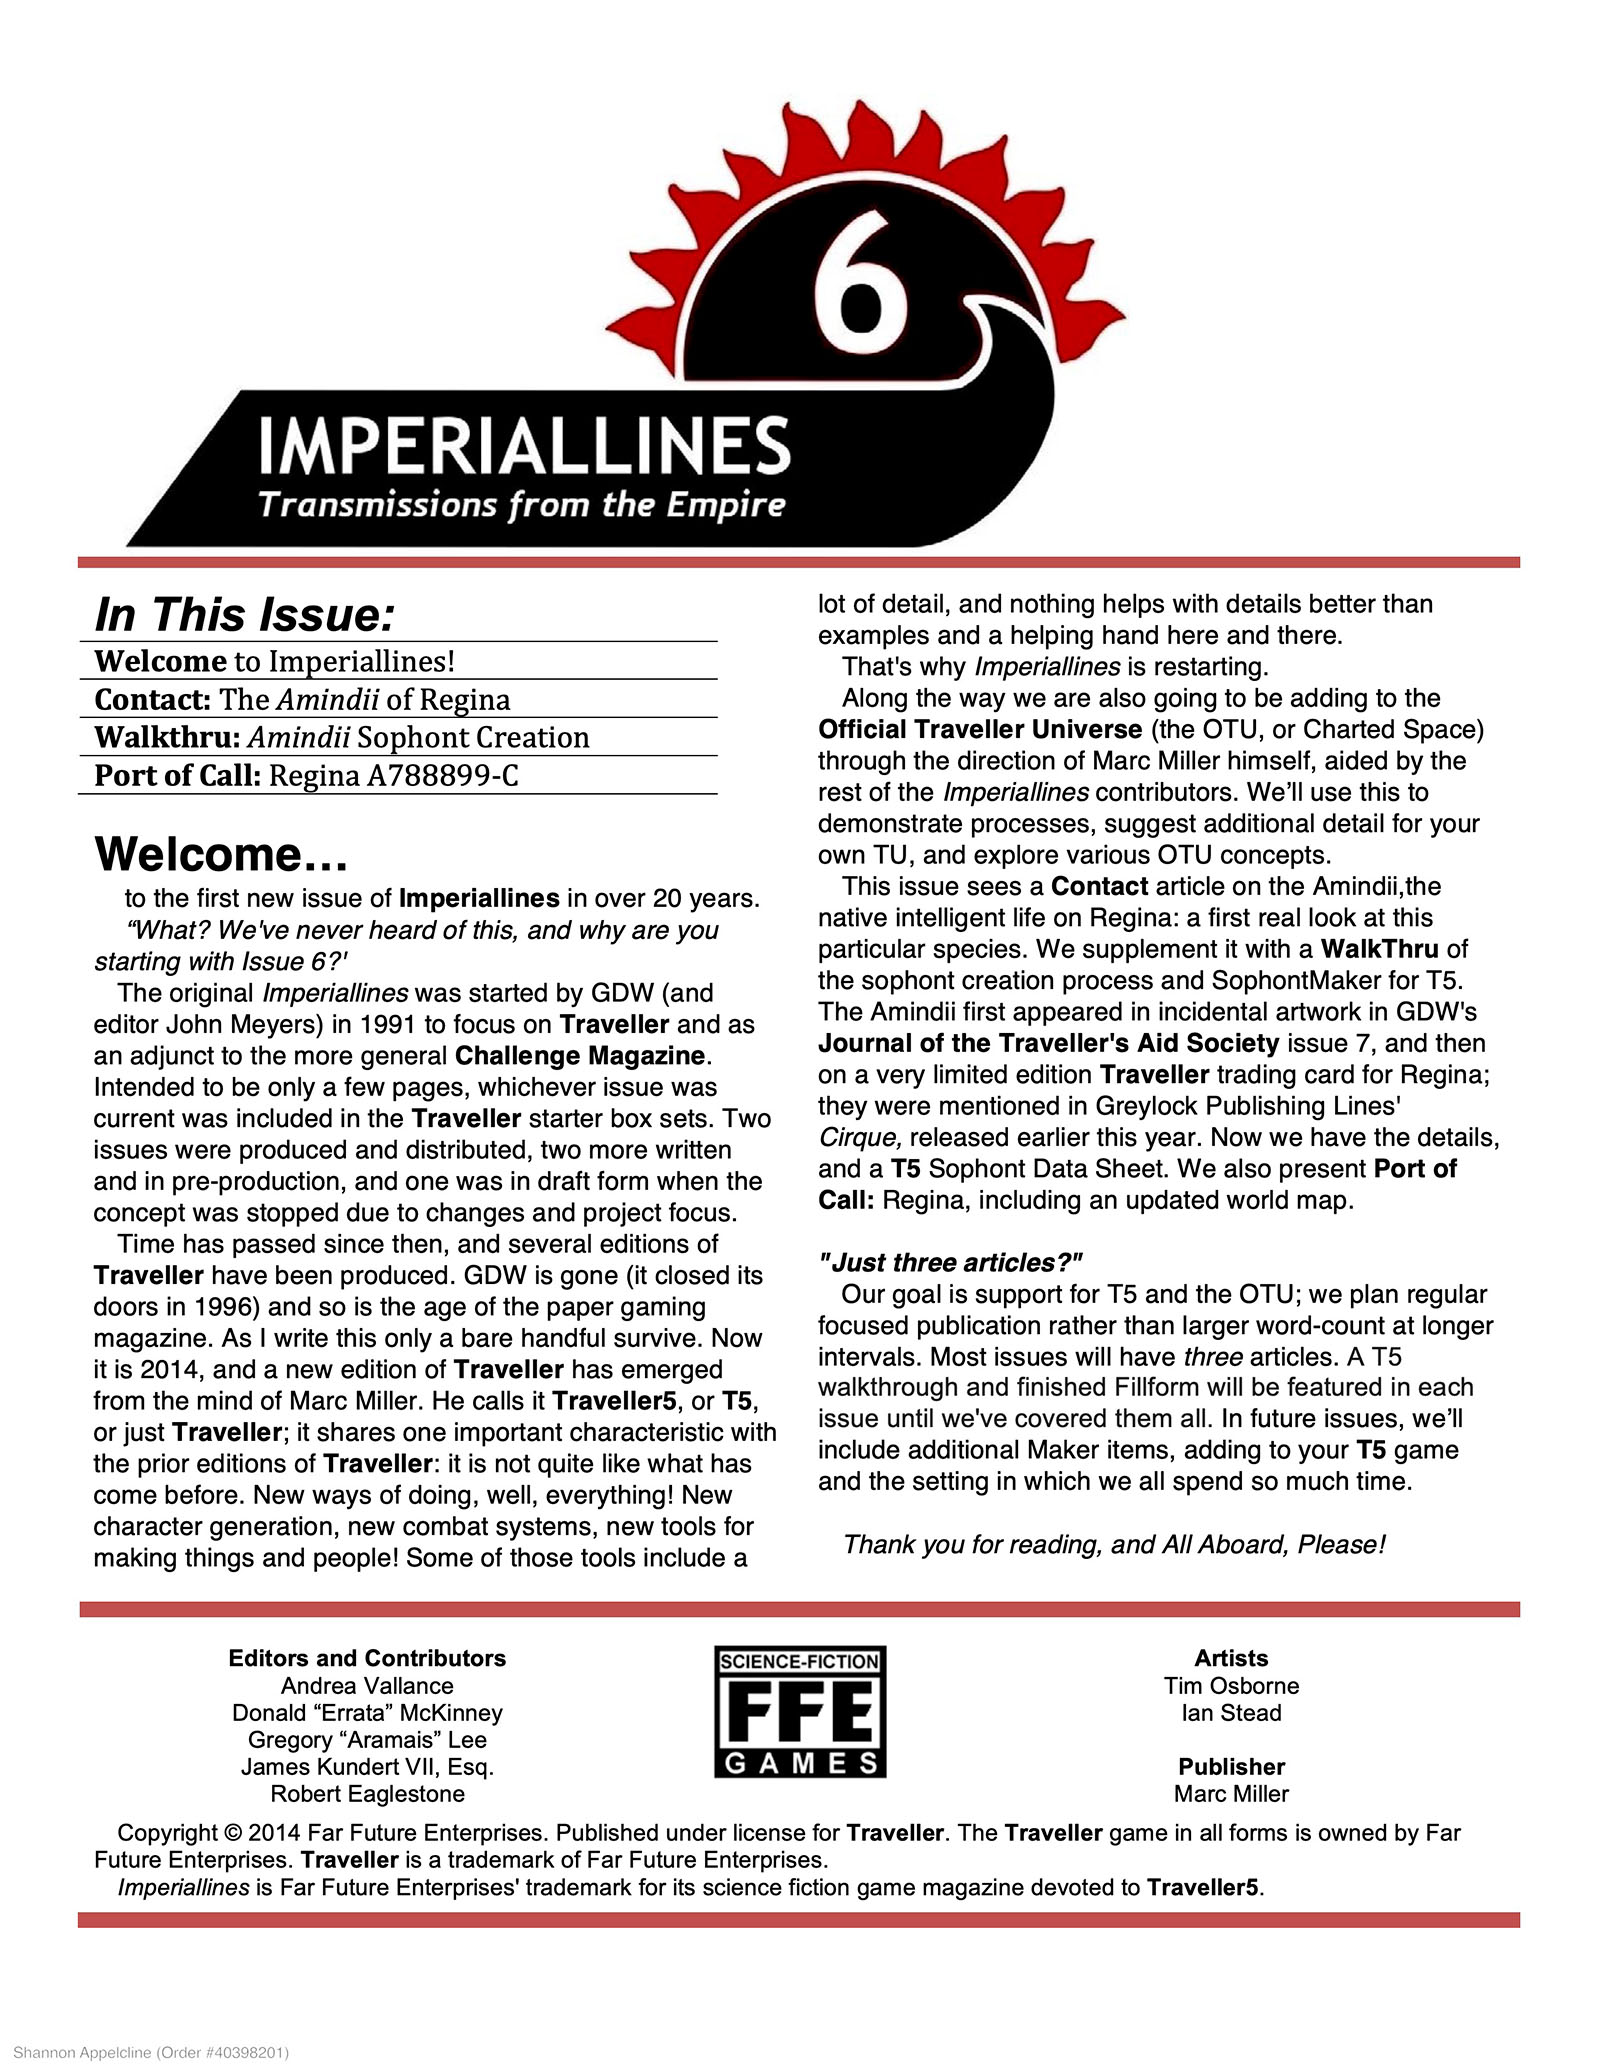 6
IMPERIALLINES
Transmissions from the Empire
In This Issue:
Welcome to Imperiallines!
Contact: The Amindii of Regina
Walkthru: Amindii Sophont Creation
Port of Call: Regina A788899-C
Welcome…
to the first new issue of Imperiallines in over 20 years.
“What? We've never heard of this, and why are you
starting with Issue 6?'
The original Imperiallines was started by GDW (and
editor John Meyers) in 1991 to focus on Traveller and as
an adjunct to the more general Challenge Magazine.
Intended to be only a few pages, whichever issue was
current was included in the Traveller starter box sets. Two
issues were produced and distributed, two more written
and in pre-production, and one was in draft form when the
concept was stopped due to changes and project focus.
Time has passed since then, and several editions of
Traveller have been produced. GDW is gone (it closed its
doors in 1996) and so is the age of the paper gaming
magazine. As I write this only a bare handful survive. Now
it is 2014, and a new edition of Traveller has emerged
from the mind of Marc Miller. He calls it Traveller5, or T5,
or just Traveller; it shares one important characteristic with
the prior editions of Traveller: it is not quite like what has
come before. New ways of doing, well, everything! New
character generation, new combat systems, new tools for
making things and people! Some of those tools include a
lot of detail, and nothing helps with details better than
examples and a helping hand here and there.
That's why Imperiallines is restarting.
Along the way we are also going to be adding to the
Official Traveller Universe (the OTU, or Charted Space)
through the direction of Marc Miller himself, aided by the
rest of the Imperiallines contributors. We’ll use this to
demonstrate processes, suggest additional detail for your
own TU, and explore various OTU concepts.
This issue sees a Contact article on the Amindii,the
native intelligent life on Regina: a first real look at this
particular species. We supplement it with a WalkThru of
the sophont creation process and SophontMaker for T5.
The Amindii first appeared in incidental artwork in GDW's
Journal of the Traveller's Aid Society issue 7, and then
on a very limited edition Traveller trading card for Regina;
they were mentioned in Greylock Publishing Lines'
Cirque, released earlier this year. Now we have the details,
and a T5 Sophont Data Sheet. We also present Port of
Call: Regina, including an updated world map.
"Just three articles?"
Our goal is support for T5 and the OTU; we plan regular
focused publication rather than larger word-count at longer
intervals. Most issues will have three articles. A T5
walkthrough and finished Fillform will be featured in each
issue until we've covered them all. In future issues, we’ll
include additional Maker items, adding to your T5 game
and the setting in which we all spend so much time.
Thank you for reading, and All Aboard, Please!
Editors and Contributors
Andrea Vallance
Donald “Errata” McKinney
Gregory “Aramais” Lee
James Kundert VII, Esq.
Robert Eaglestone
SCIENCE-FICTION
FFE
GAMES
Artists
Tim Osborne
Ian Stead
Publisher
Marc Miller
Copyright © 2014 Far Future Enterprises. Published under license for Traveller. The Traveller game in all forms is owned by Far
Future Enterprises. Traveller is a trademark of Far Future Enterprises.
Imperiallines is Far Future Enterprises' trademark for its science fiction game magazine devoted to Traveller5.
Shannon Appelcline (Order #40398201)